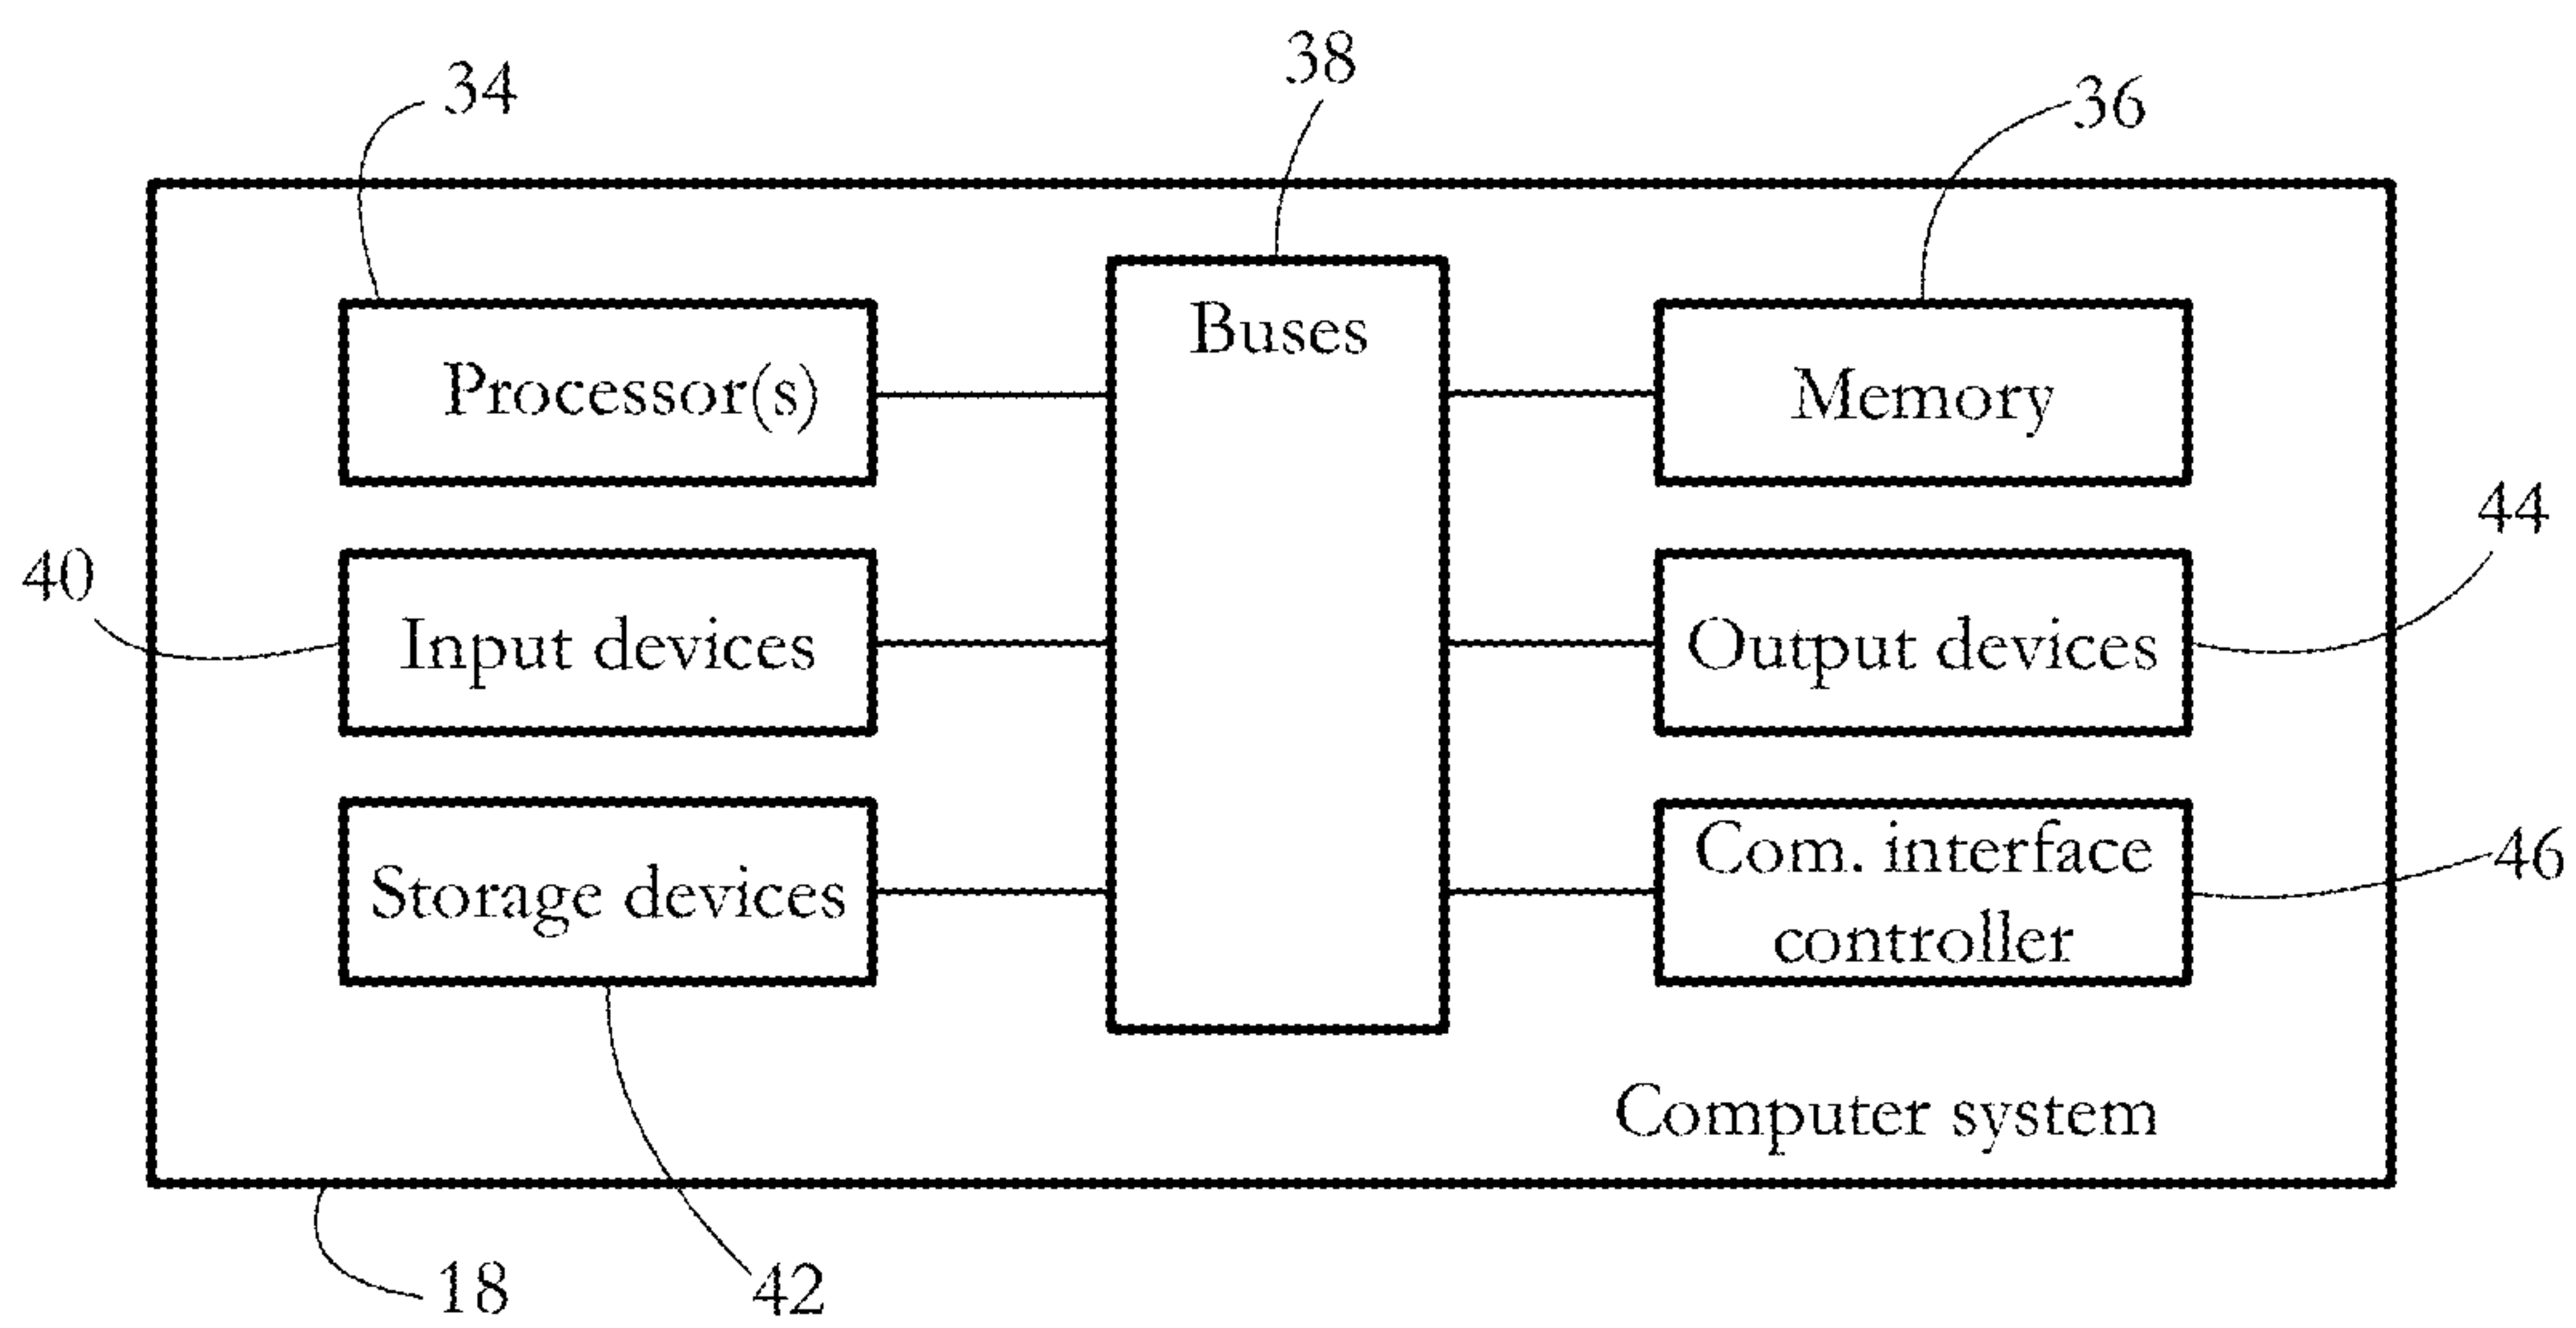 38
34
36
Buses
Processor(s)
Memory
44
40
Input devices
Output devices
Com. interface
controller
46
Storage devices
Computer system
18
42